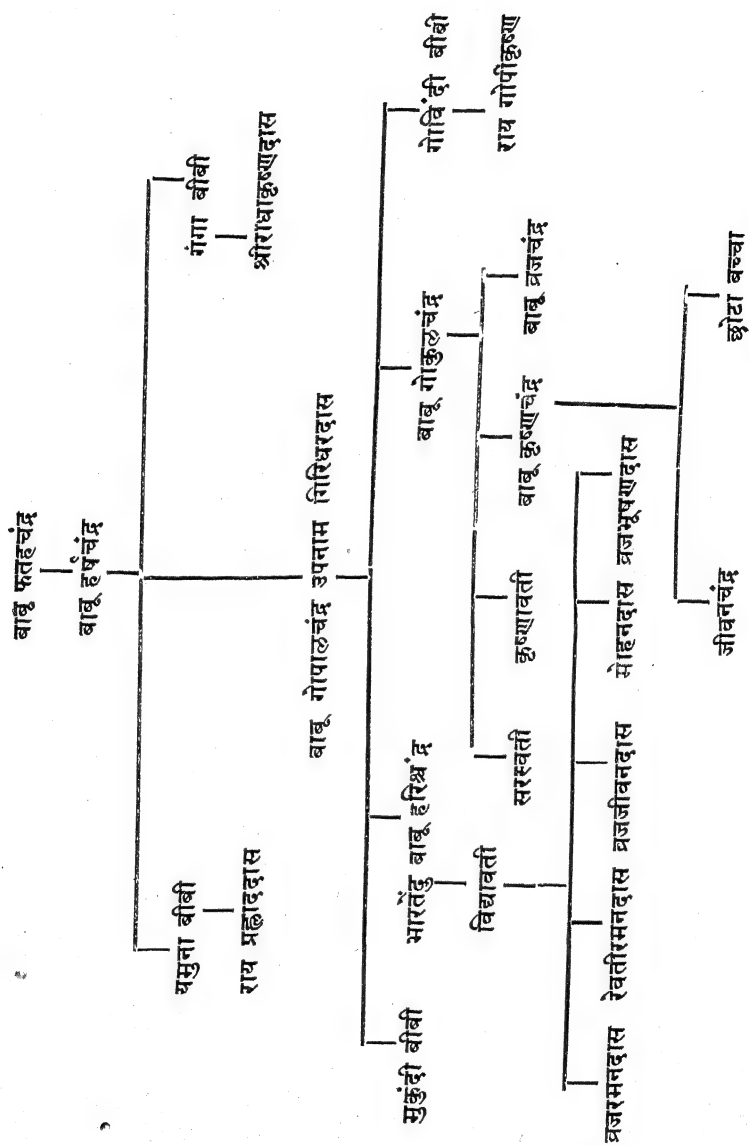 बाबू फतहचंद्र
बाबू हर्षचंद्र
यमुना बीबी
गंगा बीबी
राय प्रह्लाददास
श्रीराधाकृष्णदास
बाबू गोपालचंद्र उपनाम गिरिधरदास
मुकुंदी बीबी
भारतेंदु बाबू हरिश्चंद्र
बाबू गोकुलचंद्र
गोविंदी बीबी
विद्यावती
राय गोपीकृष्ण
सरस्वती
कृष्णावती
बाबू कृष्णचंद्र
बाबू व्रजचंद्र
व्रजरमनदास
रेवतीरमनदास
व्रजजीवनदास
मोहनदास
व्रजभूषणदास
जीवनचंद्र
छोटा बच्चा